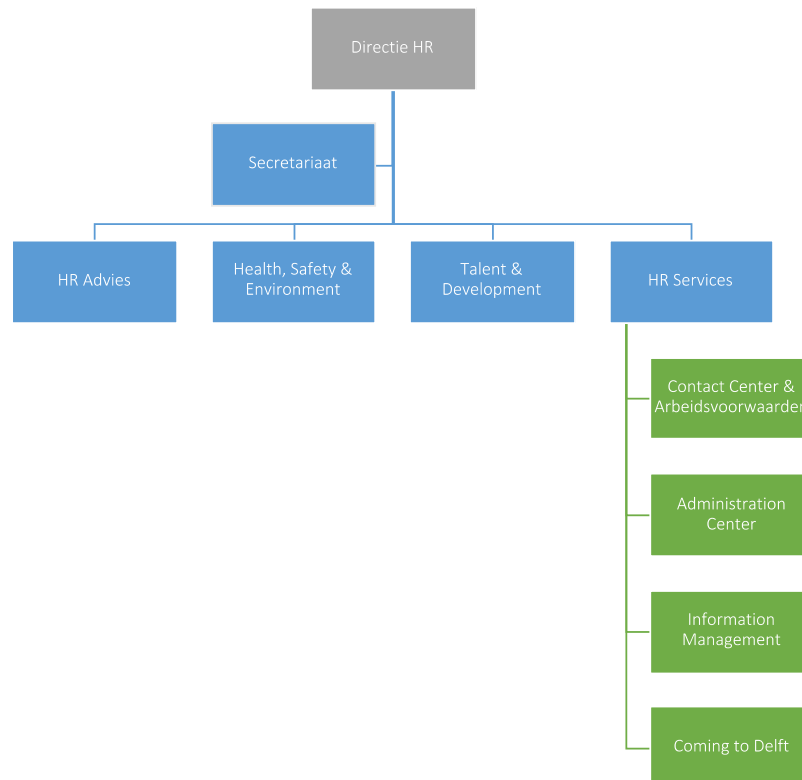 Directie HR
Secretariaat
HR Advies
Health, Safety &
Environment
Talent &
Development
HR Services
Contact Center &
Arbeidsvoorwaarden
Administration
Center
Information
Management
Coming to Delft